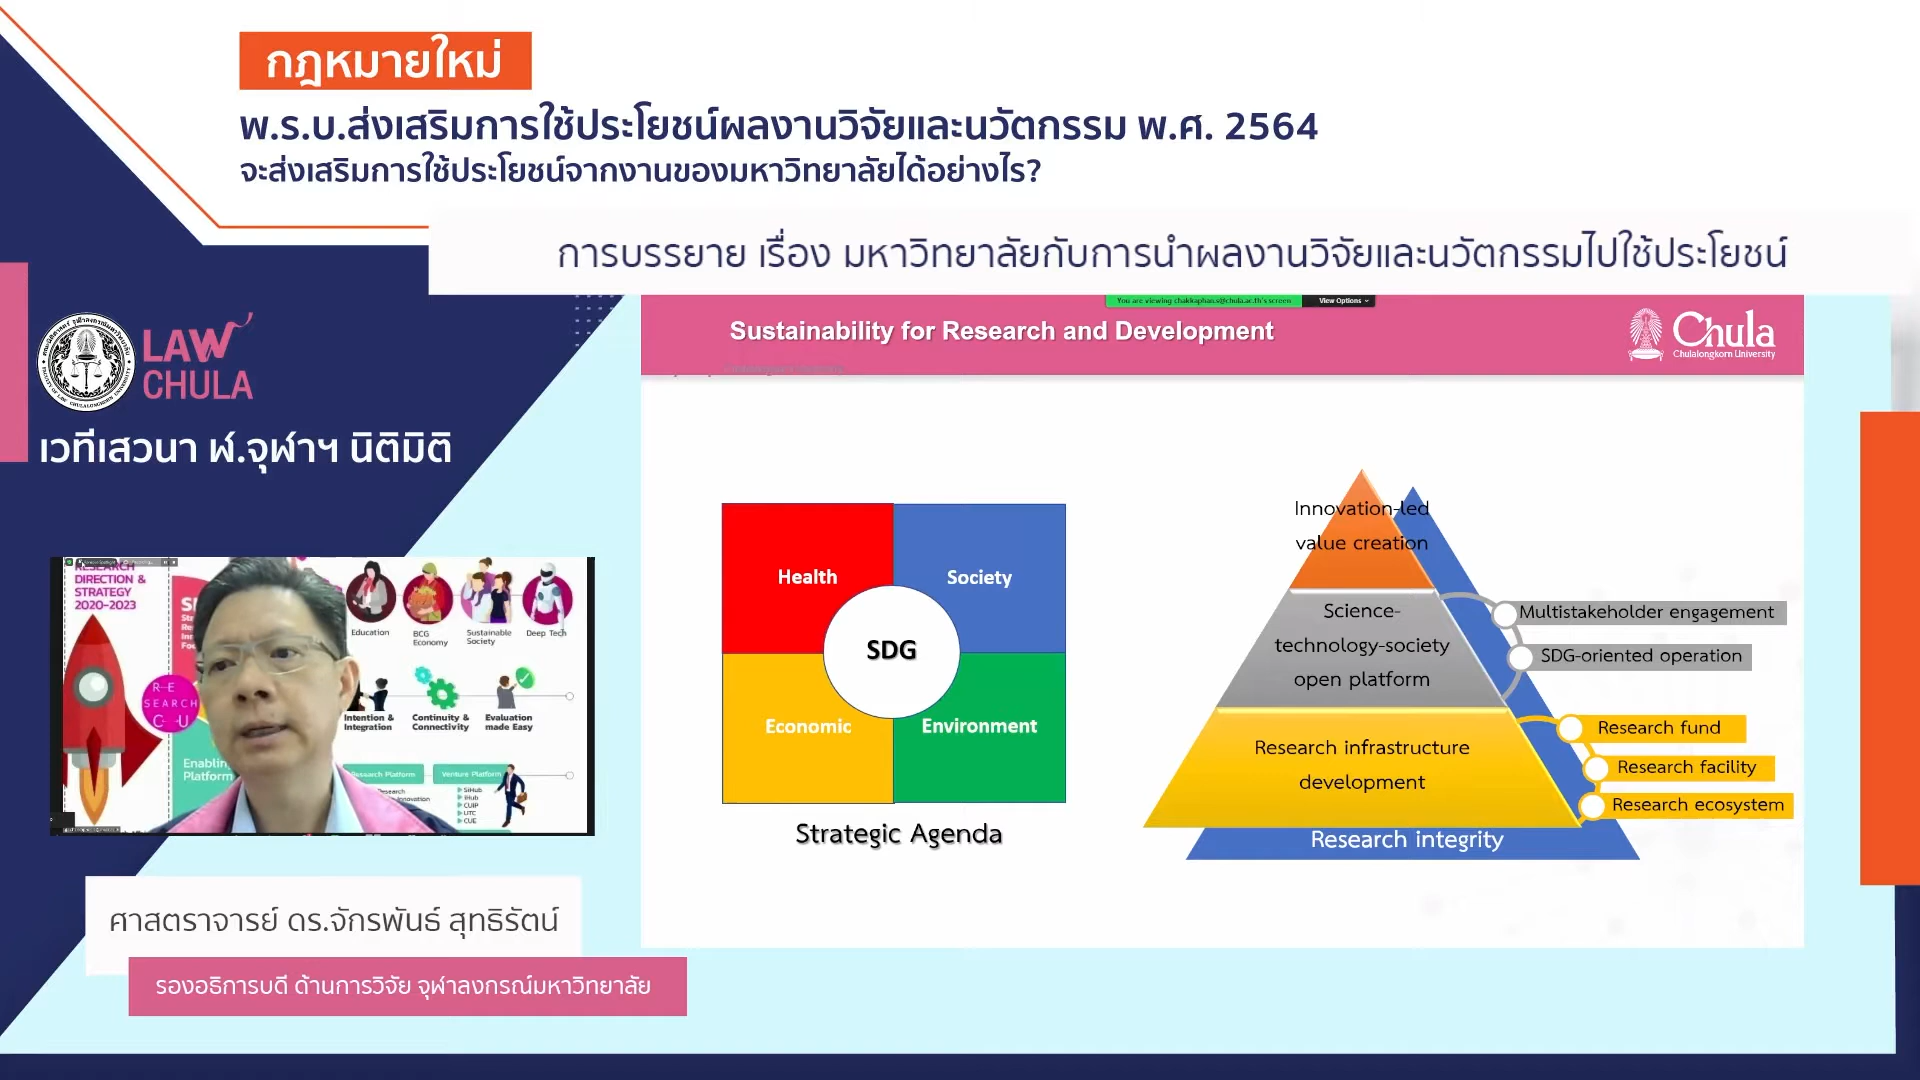 กฎหมายใหม่
พ.ร.บ.ส่งเสริมการใช้ประโยชน์ผลงานวิจัยและนวัตกรรม พ.ศ. 2564
จะส่งเสริมการใช้ประโยชน์จากงานของมหาวิทยาลัยได้อย่างไร?
การบรรยาย เรื่อง มหาวิทยาลัยกับการนำผลงานวิจัยและนวัตกรรมไปใช้ประโยชน์
You are viewing chakkaphan.s@chula.ac.th's screen
View Options
Sustainability for Research and Development
Chula
Chulalongkorn University
LAW
CHULA
เวทีเสวนา ฬ.จุฬาฯ นิติมิติ
Health
Society
SDG
Economic
Environment
Strategic Agenda
Innovation-led
value creation
Science-
technology-society
open platform
Research infrastructure
development
Research integrity
Multistakeholder engagement
SDG-oriented operation
Research fund
Research facility
Research ecosystem
RESEARCH
DIRECTION &
STRATEGY
2020-2023
Education
BCG
Economy
Sustainable
Society
Deep Tech
RE
SEARCH
CU
Intention &
Integration
Continuity &
Connectivity
Evaluation
made Easy
Platform
Research Platform
Venture Platform
SiHub
iHub
CUIP
UTC
CUE
ศาสตราจารย์ ดร.จักรพันธ์ สุทธิรัตน์
รองอธิการบดี ด้านการวิจัย จุฬาลงกรณ์มหาวิทยาลัย